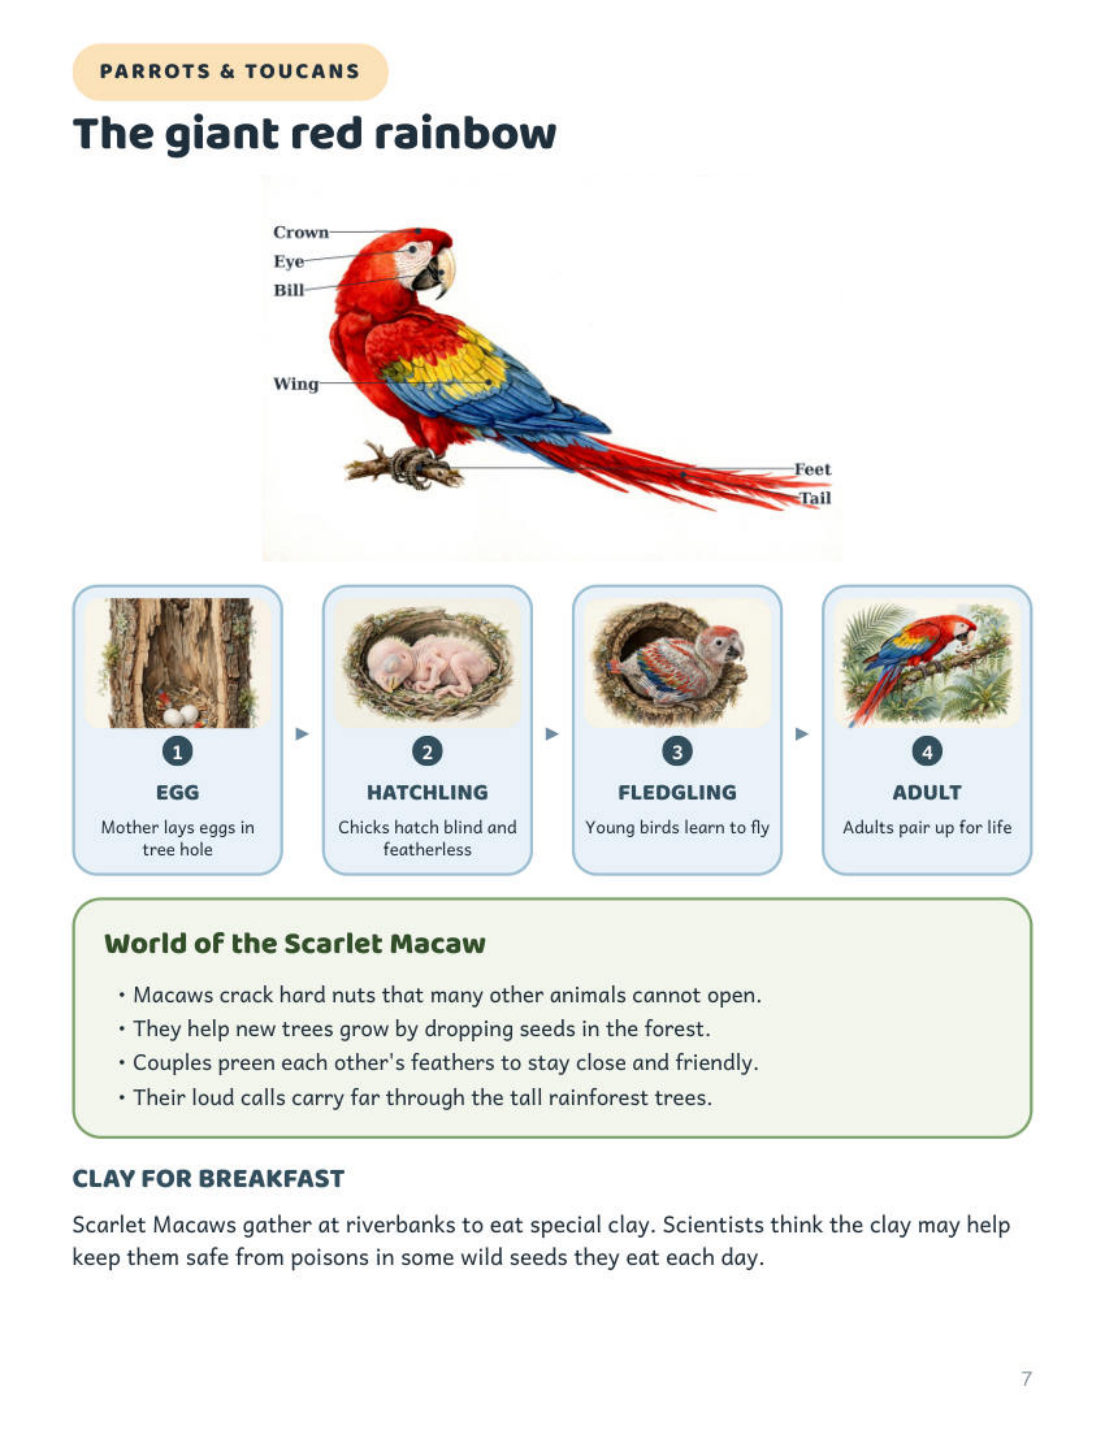 PARROTS & TOUCANS
The giant red rainbow
Crown
Eye
Bill
Wing
Feet
Tail
1
EGG
Mother lays eggs in
tree hole
2
HATCHLING
Chicks hatch blind and
featherless
3
FLEDGLING
Young birds learn to fly
4
ADULT
Adults pair up for life
World of the Scarlet Macaw
• Macaws crack hard nuts that many other animals cannot open.
• They help new trees grow by dropping seeds in the forest.
• Couples preen each other's feathers to stay close and friendly.
• Their loud calls carry far through the tall rainforest trees.
CLAY FOR BREAKFAST
Scarlet Macaws gather at riverbanks to eat special clay. Scientists think the clay may help
keep them safe from poisons in some wild seeds they eat each day.
7